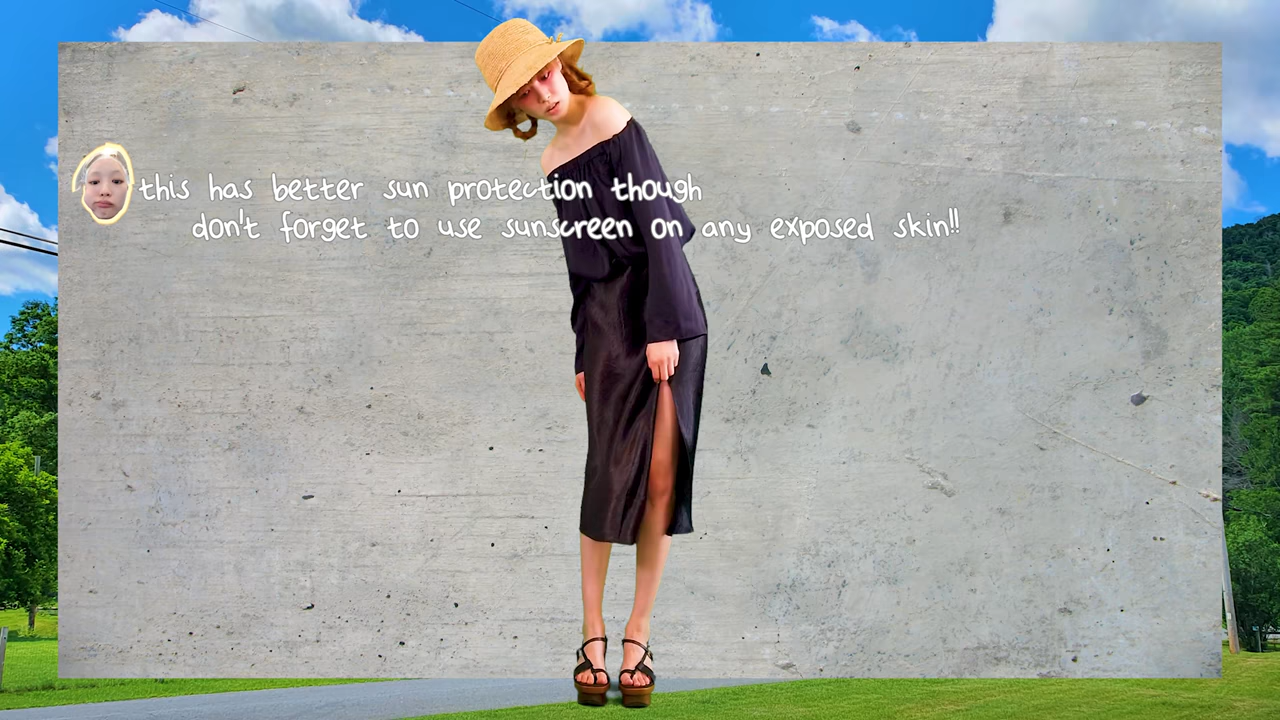 this has better sun protection though
don't forget to use sunscreen on any exposed skin!!